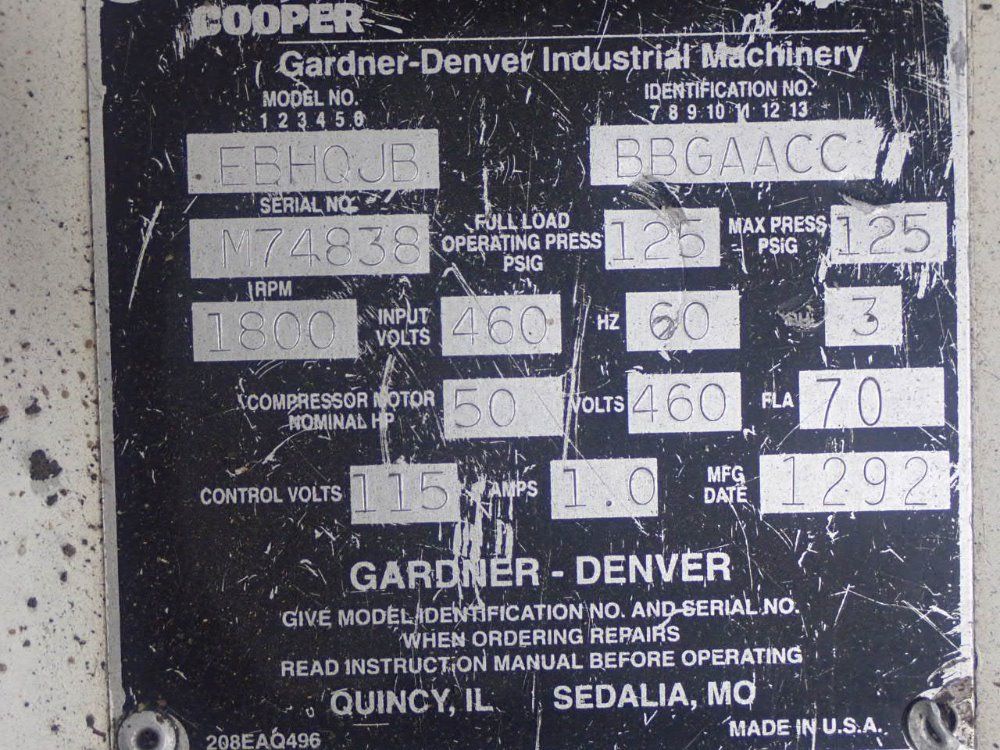 COOPER
Gardner-Denver Industrial Machinery
MODEL NO. IDENTIFICATION NO.
1 2 3 4 5 6 7 8 9 10 11 12 13
EBHQJB BBGAACC
SERIAL NO.
M74838 FULL LOAD OPERATING PRESS PSIG 125 MAX PRESS PSIG 125
RPM
1800 INPUT VOLTS 460 HZ 60 PH 3
COMPRESSOR MOTOR NOMINAL HP 50 VOLTS 460 FLA 70
CONTROL VOLTS 115 AMPS 1.0 MFG DATE 1292
GARDNER - DENVER
GIVE MODEL, IDENTIFICATION NO. AND SERIAL NO.
WHEN ORDERING REPAIRS
READ INSTRUCTION MANUAL BEFORE OPERATING
QUINCY, IL SEDALIA, MO
208EAQ496 MADE IN U.S.A.